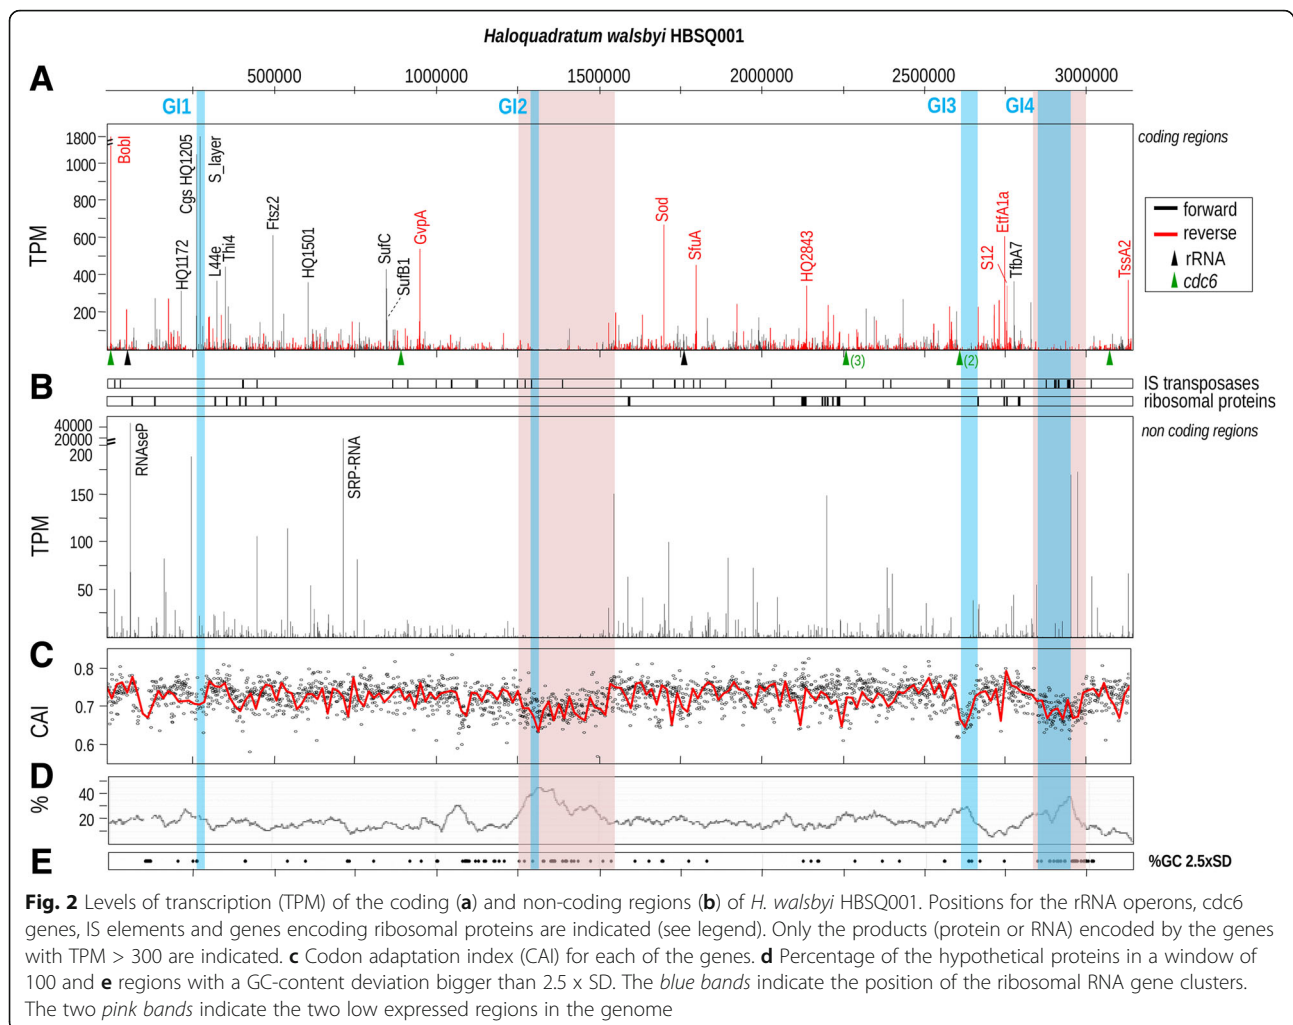 Haloquadratum walsbyi HBSQ001
A
500000 1000000 1500000 2000000 2500000 3000000
GI1 GI2 GI3 GI4
coding regions
1800
1000
800
600
400
200
TPM
BobI
HQ1172
Cgs HQ1205
S_layer
L44e
Thi4
Ftsz2
HQ1501
SufC
SufB1
GvpA
Sod
SfuA
HQ2843
S12
EtfA1a
TfbA7
TssA2
forward
reverse
rRNA
cdc6
(3)
(2)
B
IS transposases
ribosomal proteins
non coding regions
40000
20000
200
150
100
50
TPM
RNAseP
SRP-RNA
C
0.8
0.7
0.6
CAI
D
40
20
%
E
%GC 2.5xSD
Fig. 2 Levels of transcription (TPM) of the coding (a) and non-coding regions (b) of H. walsbyi HBSQ001. Positions for the rRNA operons, cdc6
genes, IS elements and genes encoding ribosomal proteins are indicated (see legend). Only the products (protein or RNA) encoded by the genes
with TPM > 300 are indicated. c Codon adaptation index (CAI) for each of the genes. d Percentage of the hypothetical proteins in a window of
100 and e regions with a GC-content deviation bigger than 2.5 x SD. The blue bands indicate the position of the ribosomal RNA gene clusters.
The two pink bands indicate the two low expressed regions in the genome